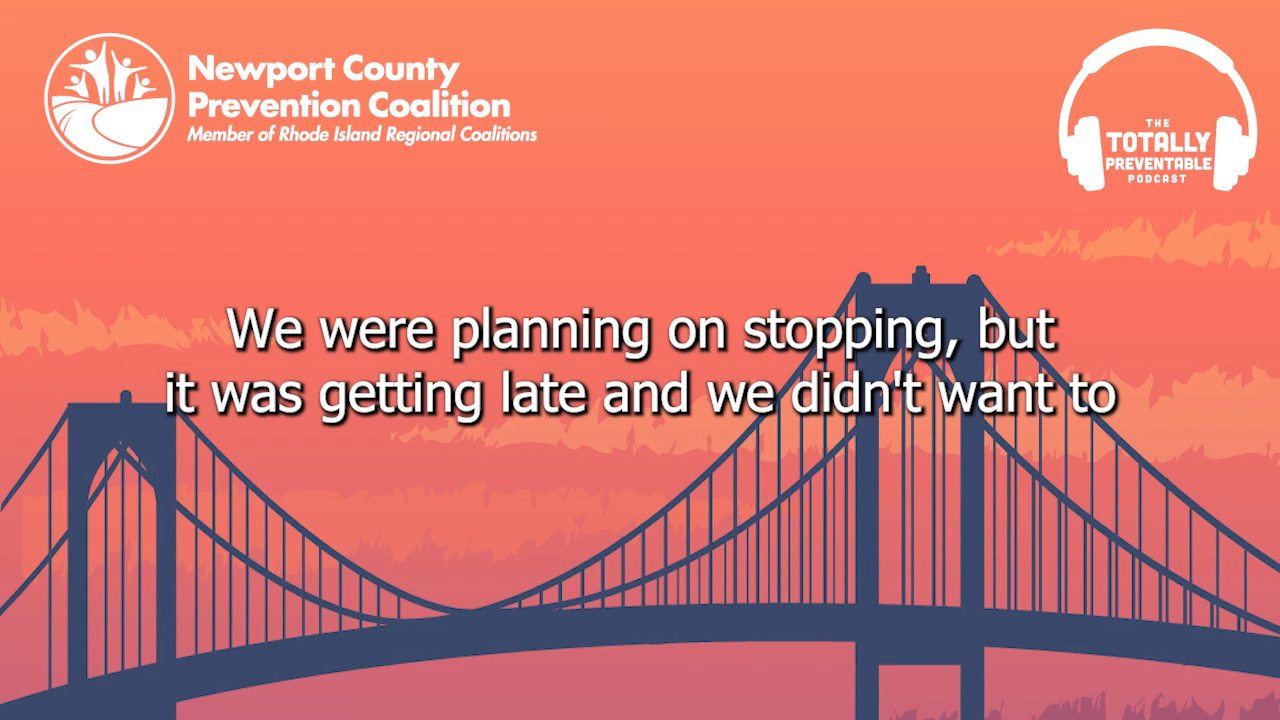 Newport County
Prevention Coalition
Member of Rhode Island Regional Coalitions
THE
TOTALLY
PREVENTABLE
PODCAST
We were planning on stopping, but
it was getting late and we didn't want to